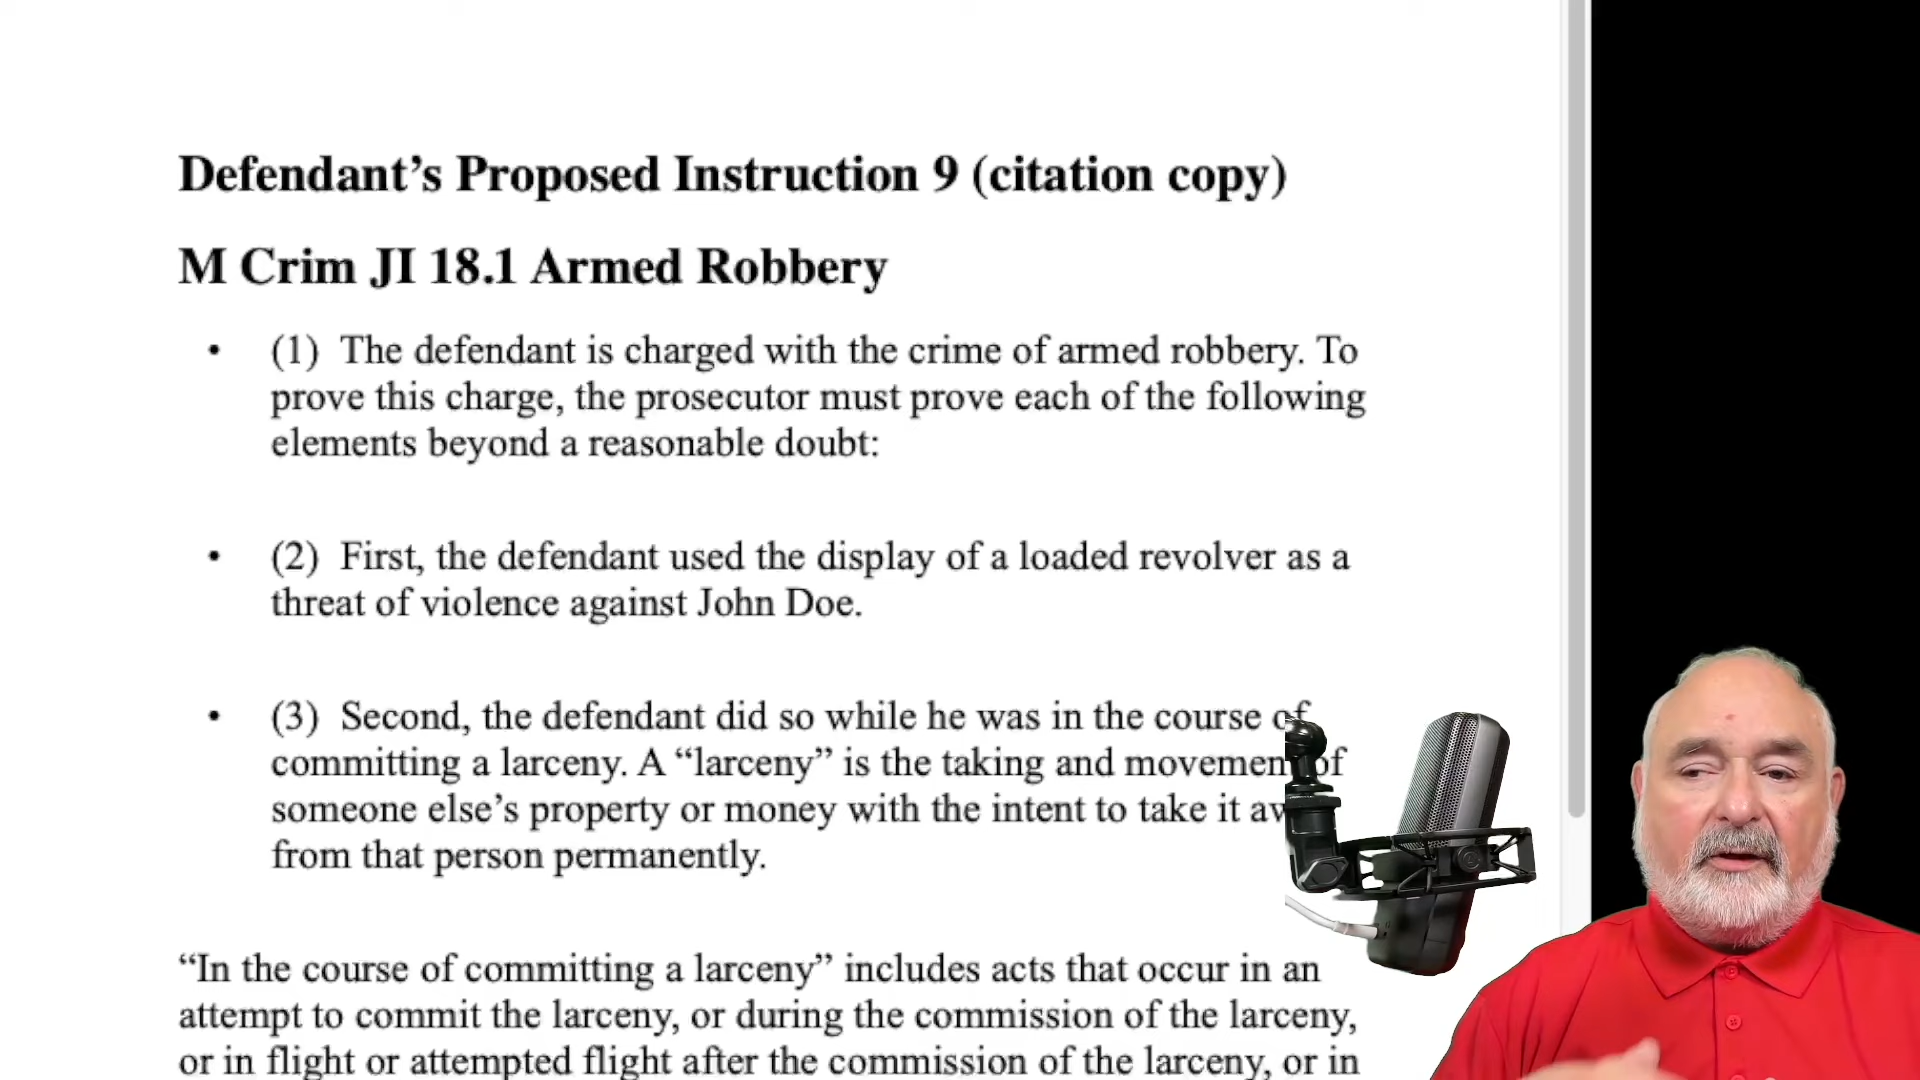 Defendant’s Proposed Instruction 9 (citation copy)
M Crim JI 18.1 Armed Robbery
• (1) The defendant is charged with the crime of armed robbery. To
prove this charge, the prosecutor must prove each of the following
elements beyond a reasonable doubt:
• (2) First, the defendant used the display of a loaded revolver as a
threat of violence against John Doe.
• (3) Second, the defendant did so while he was in the course of
committing a larceny. A “larceny” is the taking and movement of
someone else’s property or money with the intent to take it
from that person permanently.
“In the course of committing a larceny” includes acts that occur in an
attempt to commit the larceny, or during the commission of the larceny,
or in flight or attempted flight after the commission of the larceny, or in